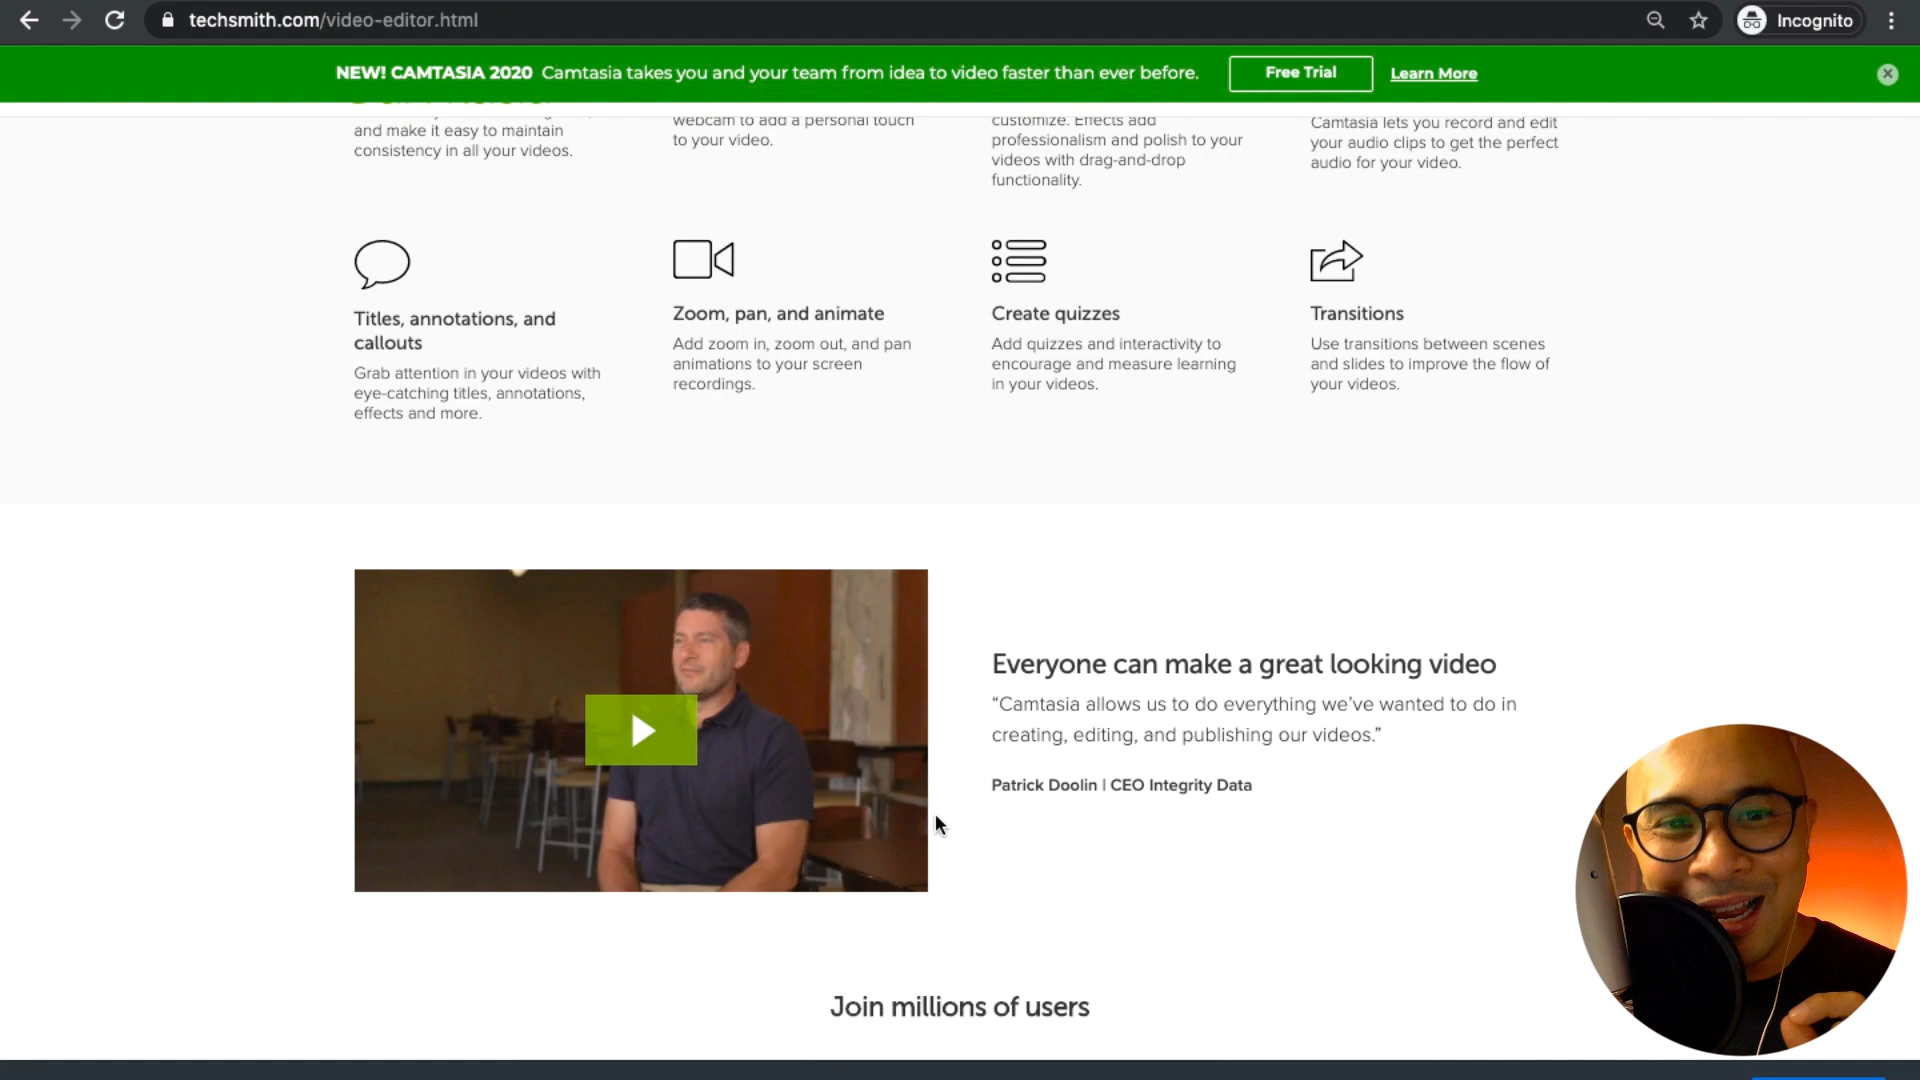 techsmith.com/video-editor.html
Incognito
NEW! CAMTASIA 2020 Camtasia takes you and your team from idea to video faster than ever before.
Free Trial
Learn More
and make it easy to maintain
consistency in all your videos.
webcam to add a personal touch
to your video.
customize. Effects add
professionalism and polish to your
videos with drag-and-drop
functionality.
Camtasia lets you record and edit
your audio clips to get the perfect
audio for your video.
Titles, annotations, and
callouts
Grab attention in your videos with
eye-catching titles, annotations,
effects and more.
Zoom, pan, and animate
Add zoom in, zoom out, and pan
animations to your screen
recordings.
Create quizzes
Add quizzes and interactivity to
encourage and measure learning
in your videos.
Transitions
Use transitions between scenes
and slides to improve the flow of
your videos.
Everyone can make a great looking video
“Camtasia allows us to do everything we’ve wanted to do in
creating, editing, and publishing our videos.”
Patrick Doolin | CEO Integrity Data
Join millions of users